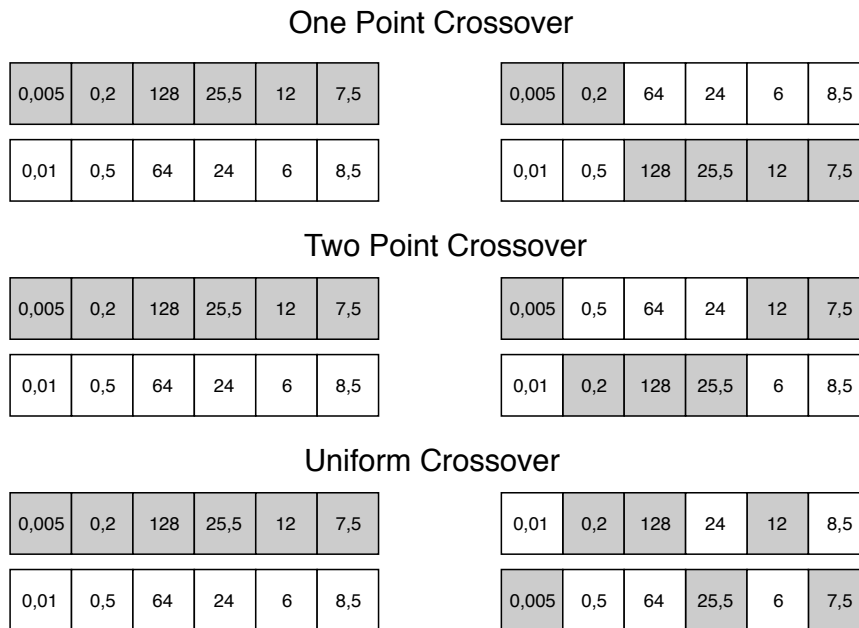 One Point Crossover
0,005 0,2 128 25,5 12 7,5 0,005 0,2 64 24 6 8,5
0,01 0,5 64 24 6 8,5 0,01 0,5 128 25,5 12 7,5
Two Point Crossover
0,005 0,2 128 25,5 12 7,5 0,005 0,5 64 24 12 7,5
0,01 0,5 64 24 6 8,5 0,01 0,2 128 25,5 6 8,5
Uniform Crossover
0,005 0,2 128 25,5 12 7,5 0,01 0,2 128 24 12 8,5
0,01 0,5 64 24 6 8,5 0,005 0,5 64 25,5 6 7,5